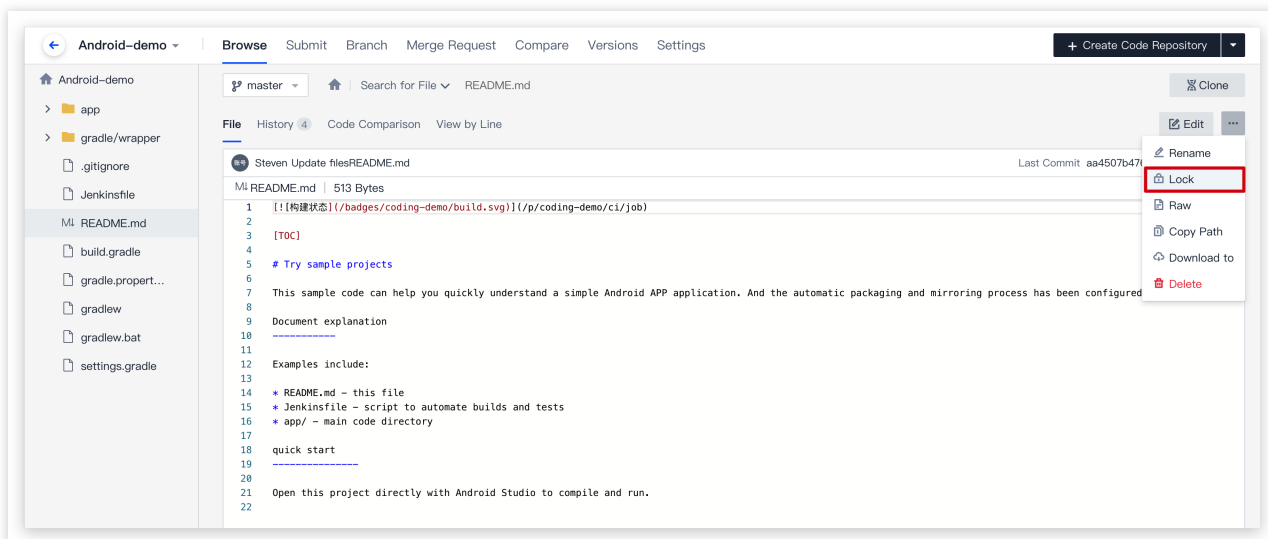 Android-demo Browse Submit Branch Merge Request Compare Versions Settings + Create Code Repository
Android-demo
app
gradle/wrapper
.gitignore
Jenkinsfile
M↓ README.md
build.gradle
gradle.propert...
gradlew
gradlew.bat
settings.gradle
master Search for File README.md Clone
File History 4 Code Comparison View by Line Edit ...
账号 Steven Update filesREADME.md Last Commit aa4507b476
M↓ README.md 513 Bytes
1 [![构建状态](/badges/coding-demo/build.svg)](/p/coding-demo/ci/job)
2
3 [TOC]
4
5 # Try sample projects
6
7 This sample code can help you quickly understand a simple Android APP application. And the automatic packaging and mirroring process has been configured
8
9 Document explanation
10 -----------
11
12 Examples include:
13
14 * README.md - this file
15 * Jenkinsfile - script to automate builds and tests
16 * app/ - main code directory
17
18 quick start
19 ---------------
20
21 Open this project directly with Android Studio to compile and run.
22
Rename
Lock
Raw
Copy Path
Download to
Delete